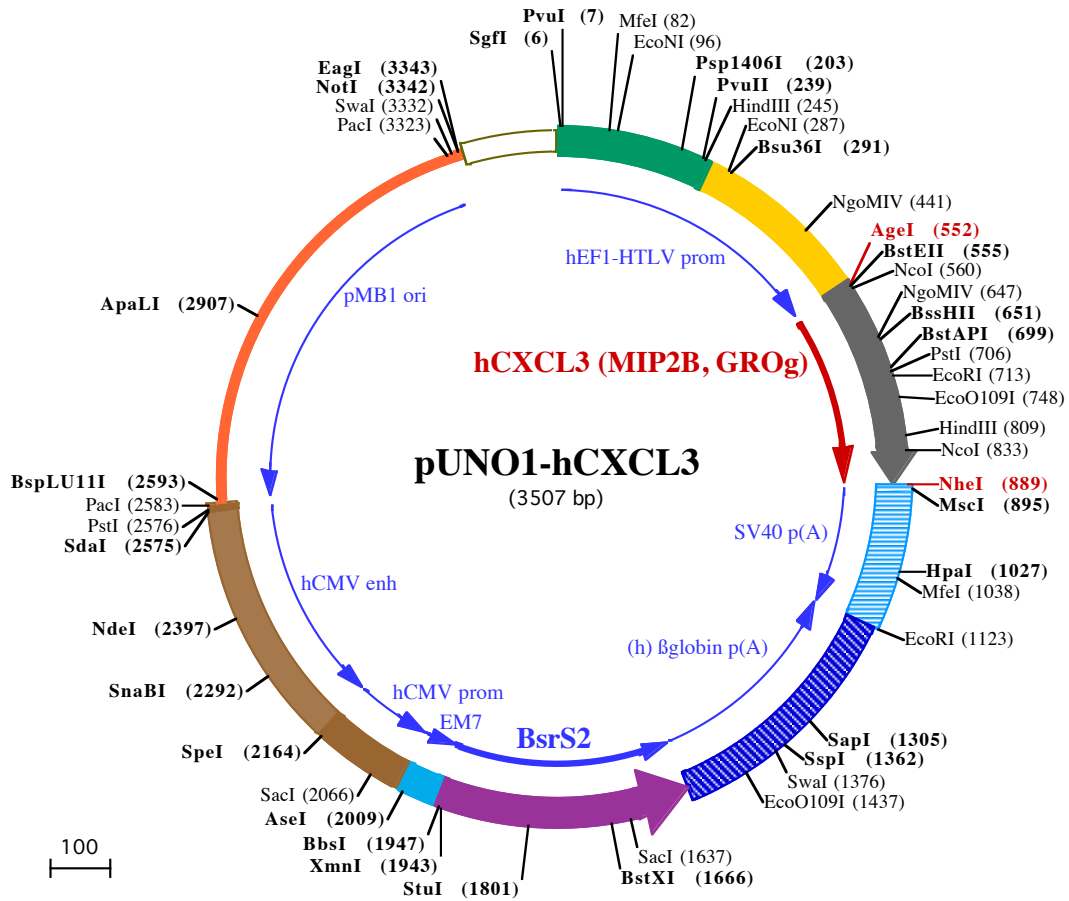 PvuI (7)
SgfI (6)
MfeI (82)
EcoNI (96)
Psp1406I (203)
PvuII (239)
HindIII (245)
EcoNI (287)
Bsu36I (291)
NgoMIV (441)
AgeI (552)
BstEII (555)
NcoI (560)
NgoMIV (647)
BssHII (651)
BstAPI (699)
PstI (706)
EcoRI (713)
EcoO109I (748)
HindIII (809)
NcoI (833)
NheI (889)
MscI (895)
HpaI (1027)
MfeI (1038)
EcoRI (1123)
SapI (1305)
SspI (1362)
SwaI (1376)
EcoO109I (1437)
SacI (1637)
BstXI (1666)
StuI (1801)
XmnI (1943)
BbsI (1947)
AseI (2009)
SacI (2066)
SpeI (2164)
SnaBI (2292)
NdeI (2397)
SdaI (2575)
PstI (2576)
PacI (2583)
BspLU11I (2593)
ApaLI (2907)
PacI (3323)
SwaI (3332)
NotI (3342)
EagI (3343)
hEF1-HTLV prom
pMB1 ori
hCXCL3 (MIP2B, GROg)
pUNO1-hCXCL3
(3507 bp)
SV40 p(A)
hCMV enh
(h) ßglobin p(A)
hCMV prom
EM7
BsrS2
100